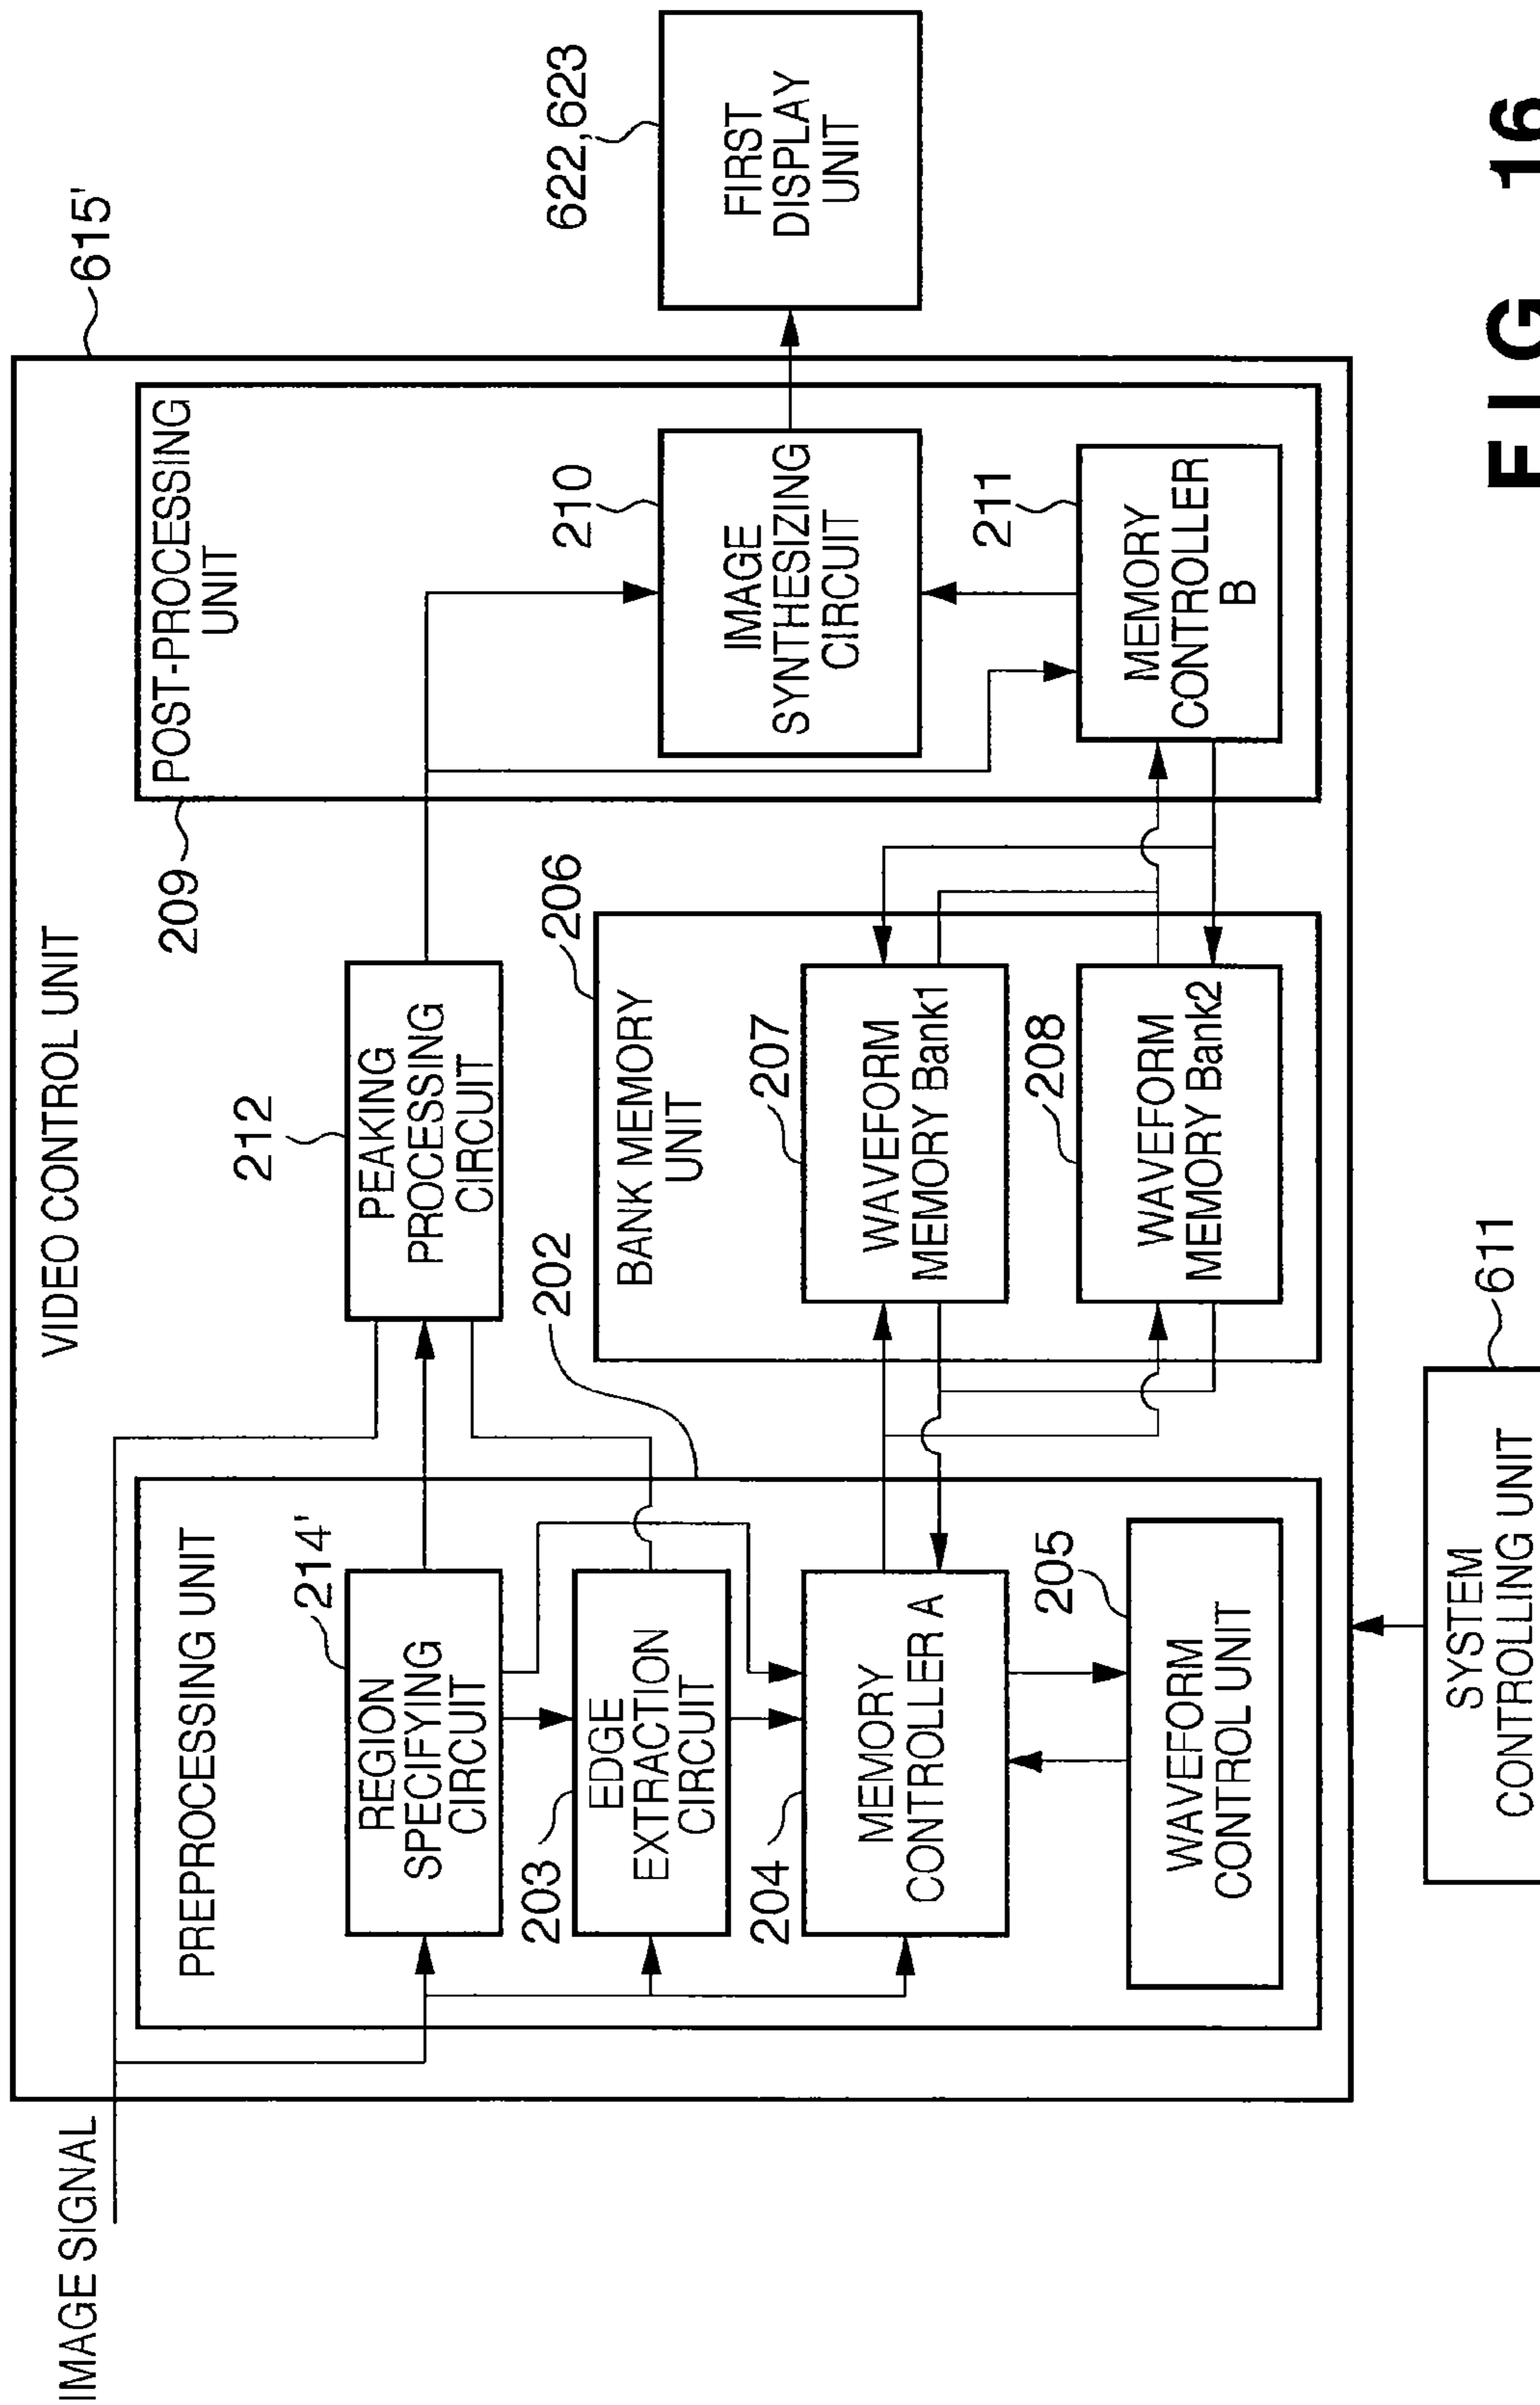 IMAGE SIGNAL
VIDEO CONTROL UNIT
615'
PREPROCESSING UNIT
202
REGION
SPECIFYING
CIRCUIT
214'
203
EDGE
EXTRACTION
CIRCUIT
204
MEMORY
CONTROLLER A
205
WAVEFORM
CONTROL UNIT
212
PEAKING
PROCESSING
CIRCUIT
206
BANK MEMORY
UNIT
207
WAVEFORM
MEMORY Bank1
208
WAVEFORM
MEMORY Bank2
209
POST-PROCESSING
UNIT
210
IMAGE
SYNTHESIZING
CIRCUIT
211
MEMORY
CONTROLLER
B
622,623
FIRST
DISPLAY
UNIT
611
SYSTEM
CONTROLLING UNIT
FIG. 16